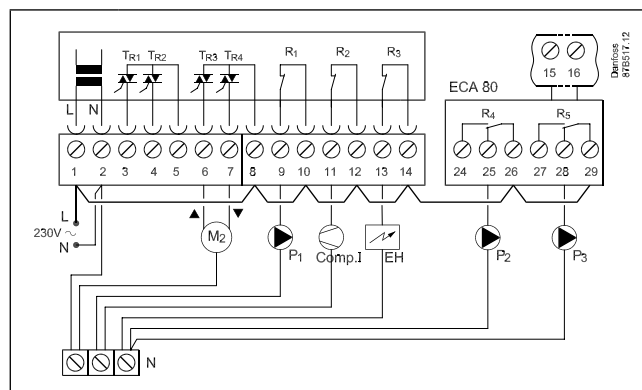 TR1 TR2 TR3 TR4 R1 R2 R3
L N
15 16
Danfoss
87B517.12
ECA 80
R4 R5
1 2 3 4 5 6 7 8 9 10 11 12 13 14
24 25 26 27 28 29
L
230V ~
N
▲ ▼
M2
P1 Comp.I EH P2 P3
N